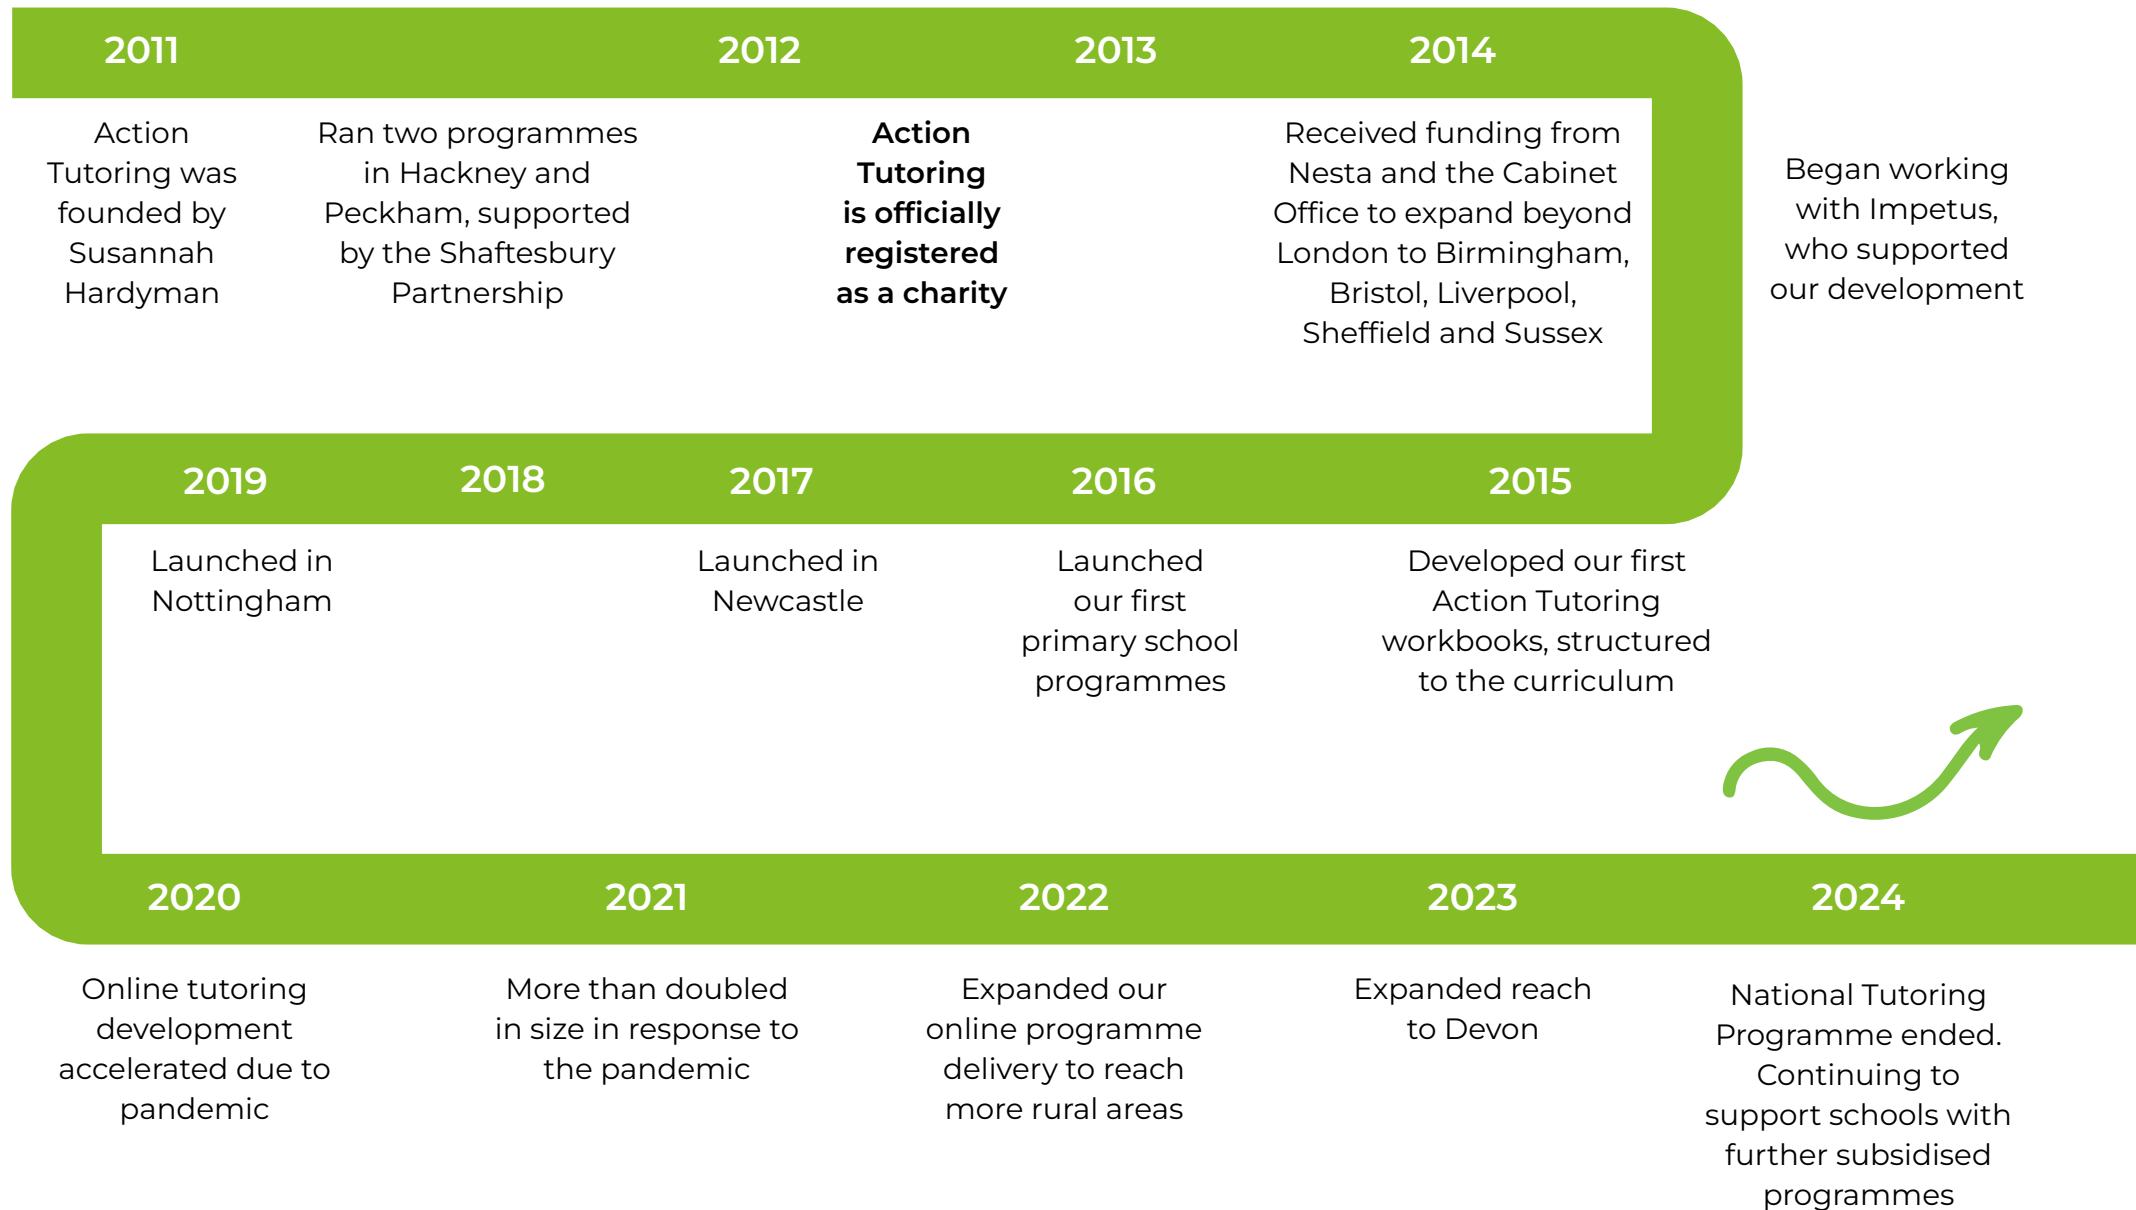 2011
2012
2013
2014
Action
Tutoring was
founded by
Susannah
Hardyman
Ran two programmes
in Hackney and
Peckham, supported
by the Shaftesbury
Partnership
Action
Tutoring
is officially
registered
as a charity
Received funding from
Nesta and the Cabinet
Office to expand beyond
London to Birmingham,
Bristol, Liverpool,
Sheffield and Sussex
Began working
with Impetus,
who supported
our development
2019
2018
2017
2016
2015
Launched in
Nottingham
Launched in
Newcastle
Launched
our first
primary school
programmes
Developed our first
Action Tutoring
workbooks, structured
to the curriculum
2020
2021
2022
2023
2024
Online tutoring
development
accelerated due to
pandemic
More than doubled
in size in response to
the pandemic
Expanded our
online programme
delivery to reach
more rural areas
Expanded reach
to Devon
National Tutoring
Programme ended.
Continuing to
support schools with
further subsidised
programmes